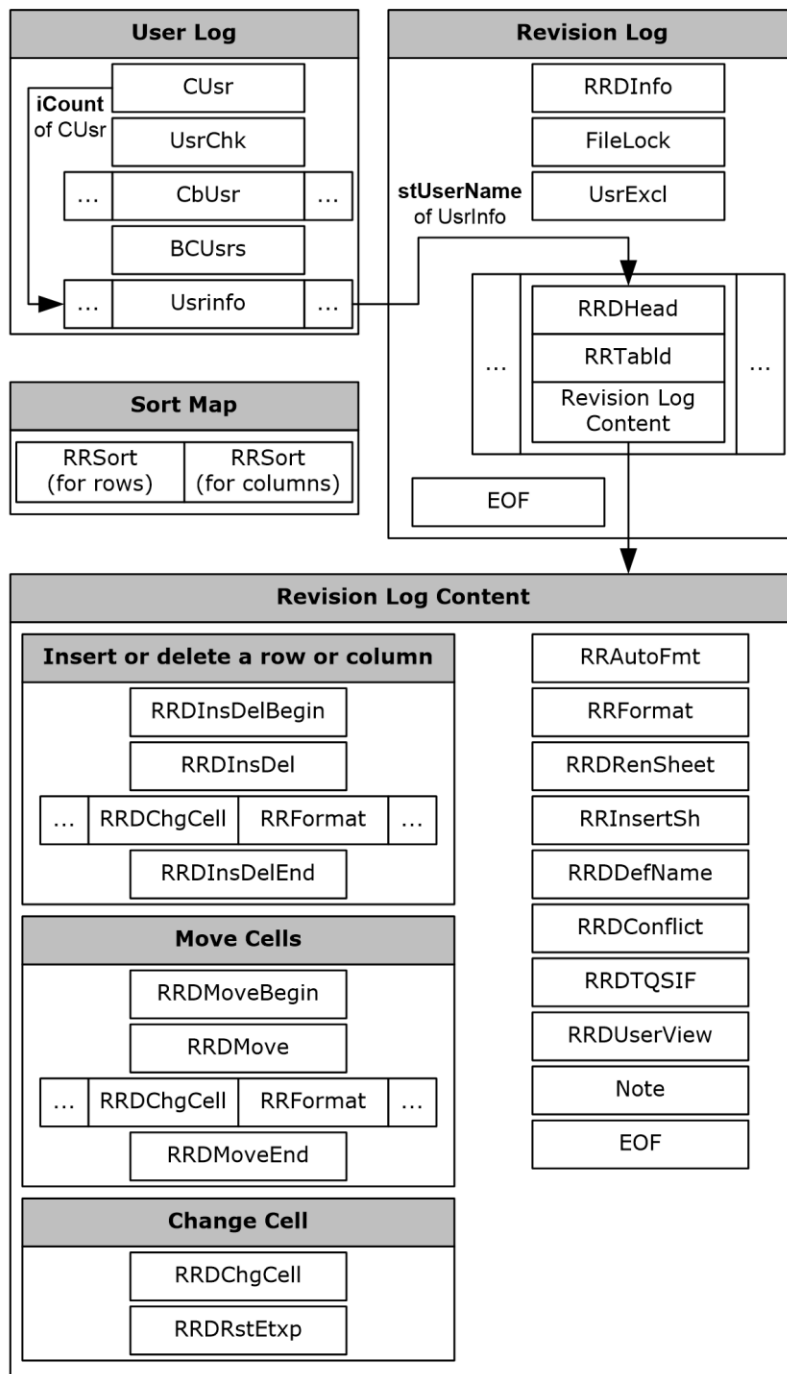 User Log
CUsr
iCount
of CUsr
UsrChk
... CbUsr ...
BCUsrs
... Usrinfo ...
Revision Log
RRDInfo
FileLock
UsrExcl
stUserName
of UsrInfo
RRDHead
RRTabId
... ...
Revision Log
Content
EOF
Sort Map
RRSort RRSort
(for rows) (for columns)
Revision Log Content
Insert or delete a row or column
RRDInsDelBegin
RRDInsDel
... RRDChgCell RRFormat ...
RRDInsDelEnd
Move Cells
RRDMoveBegin
RRDMove
... RRDChgCell RRFormat ...
RRDMoveEnd
Change Cell
RRDChgCell
RRDRstEtxp
RRAutoFmt
RRFormat
RRDRenSheet
RRInsertSh
RRDDefName
RRDConflict
RRDTQSIF
RRDUserView
Note
EOF